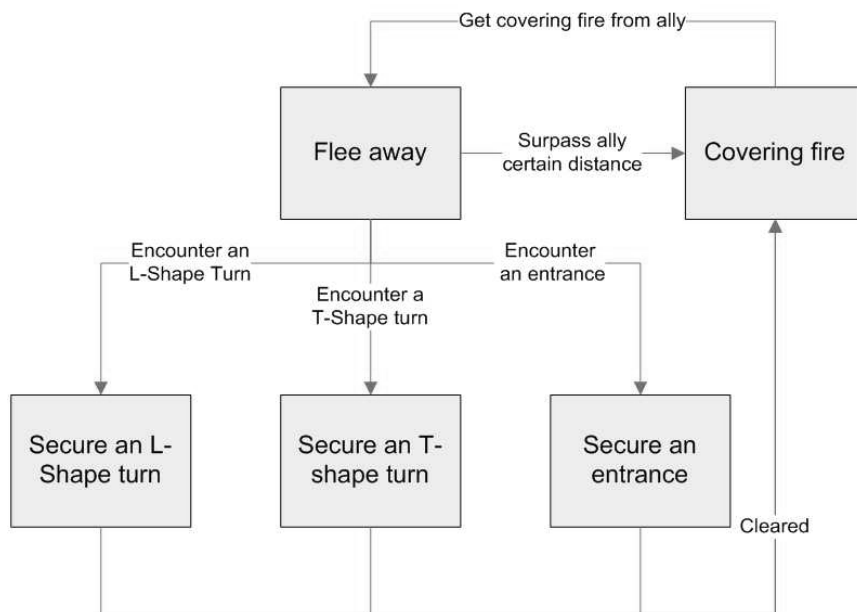 Get covering fire from ally
Flee away
Surpass ally
certain distance
Covering fire
Encounter an
L-Shape Turn
Encounter a
T-Shape turn
Encounter
an entrance
Secure an L-
Shape turn
Secure an T-
shape turn
Secure an
entrance
Cleared